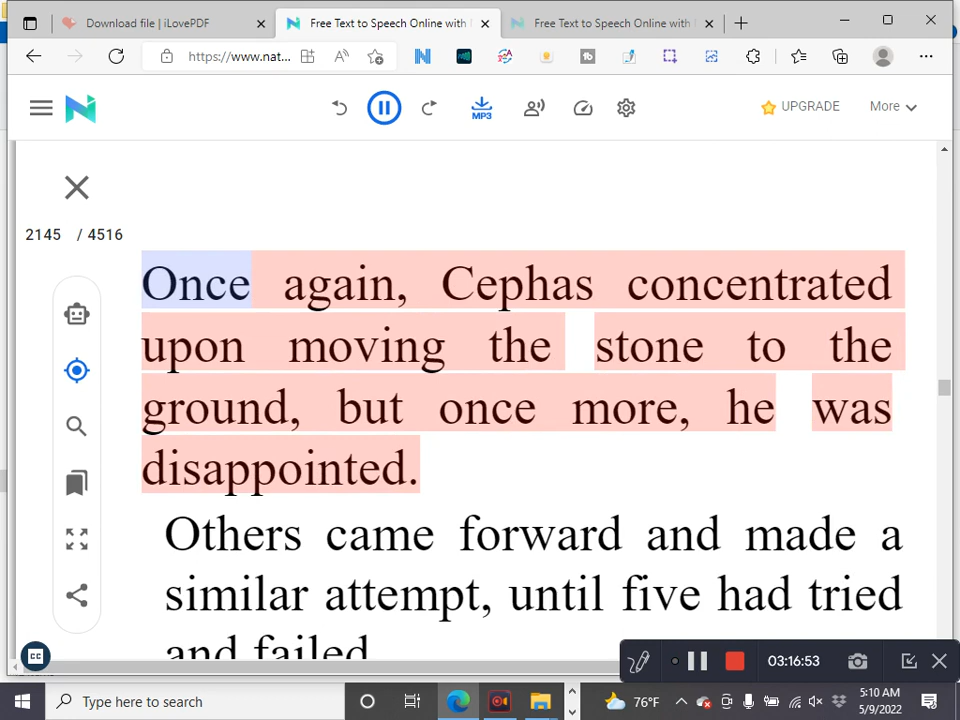 Download file | iLovePDF
Free Text to Speech Online with
Free Text to Speech Online with
https://www.nat...
MP3
UPGRADE
More
2145 / 4516
Once again, Cephas concentrated
upon moving the stone to the
ground, but once more, he was
disappointed.
Others came forward and made a
similar attempt, until five had tried
and failed
CC
03:16:53
Type here to search
76°F
5:10 AM
5/9/2022